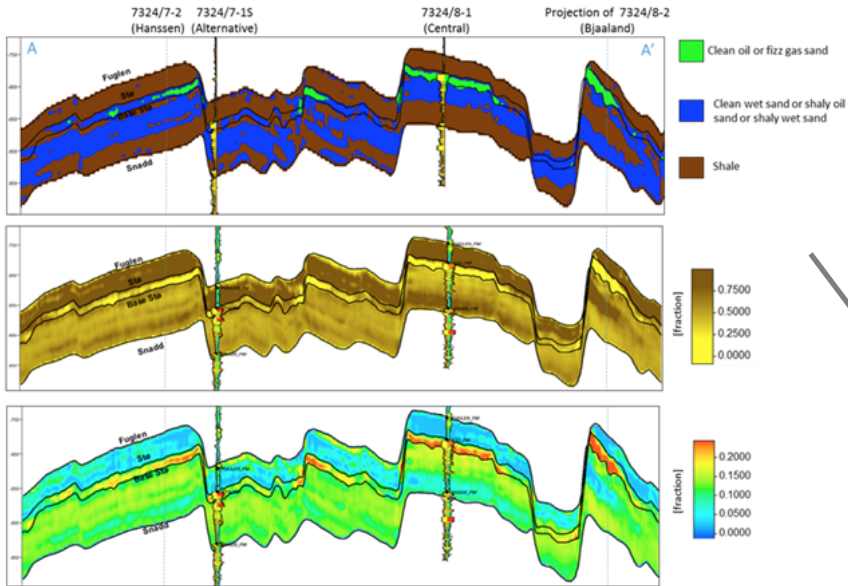 7324/7-2 7324/7-1S 7324/8-1 Projection of 7324/8-2
(Hanssen) (Alternative) (Central) (Bjaaland)
A A'
Fuglen
Stø
Base Stø
Snadd
Clean oil or fizz gas sand
Clean wet sand or shaly oil
sand or shaly wet sand
Shale
Fuglen
Stø
Base Stø
Snadd
[fraction]
0.7500
0.5000
0.2500
0.0000
Fuglen
Stø
Base Stø
Snadd
[fraction]
0.2000
0.1500
0.1000
0.0500
0.0000